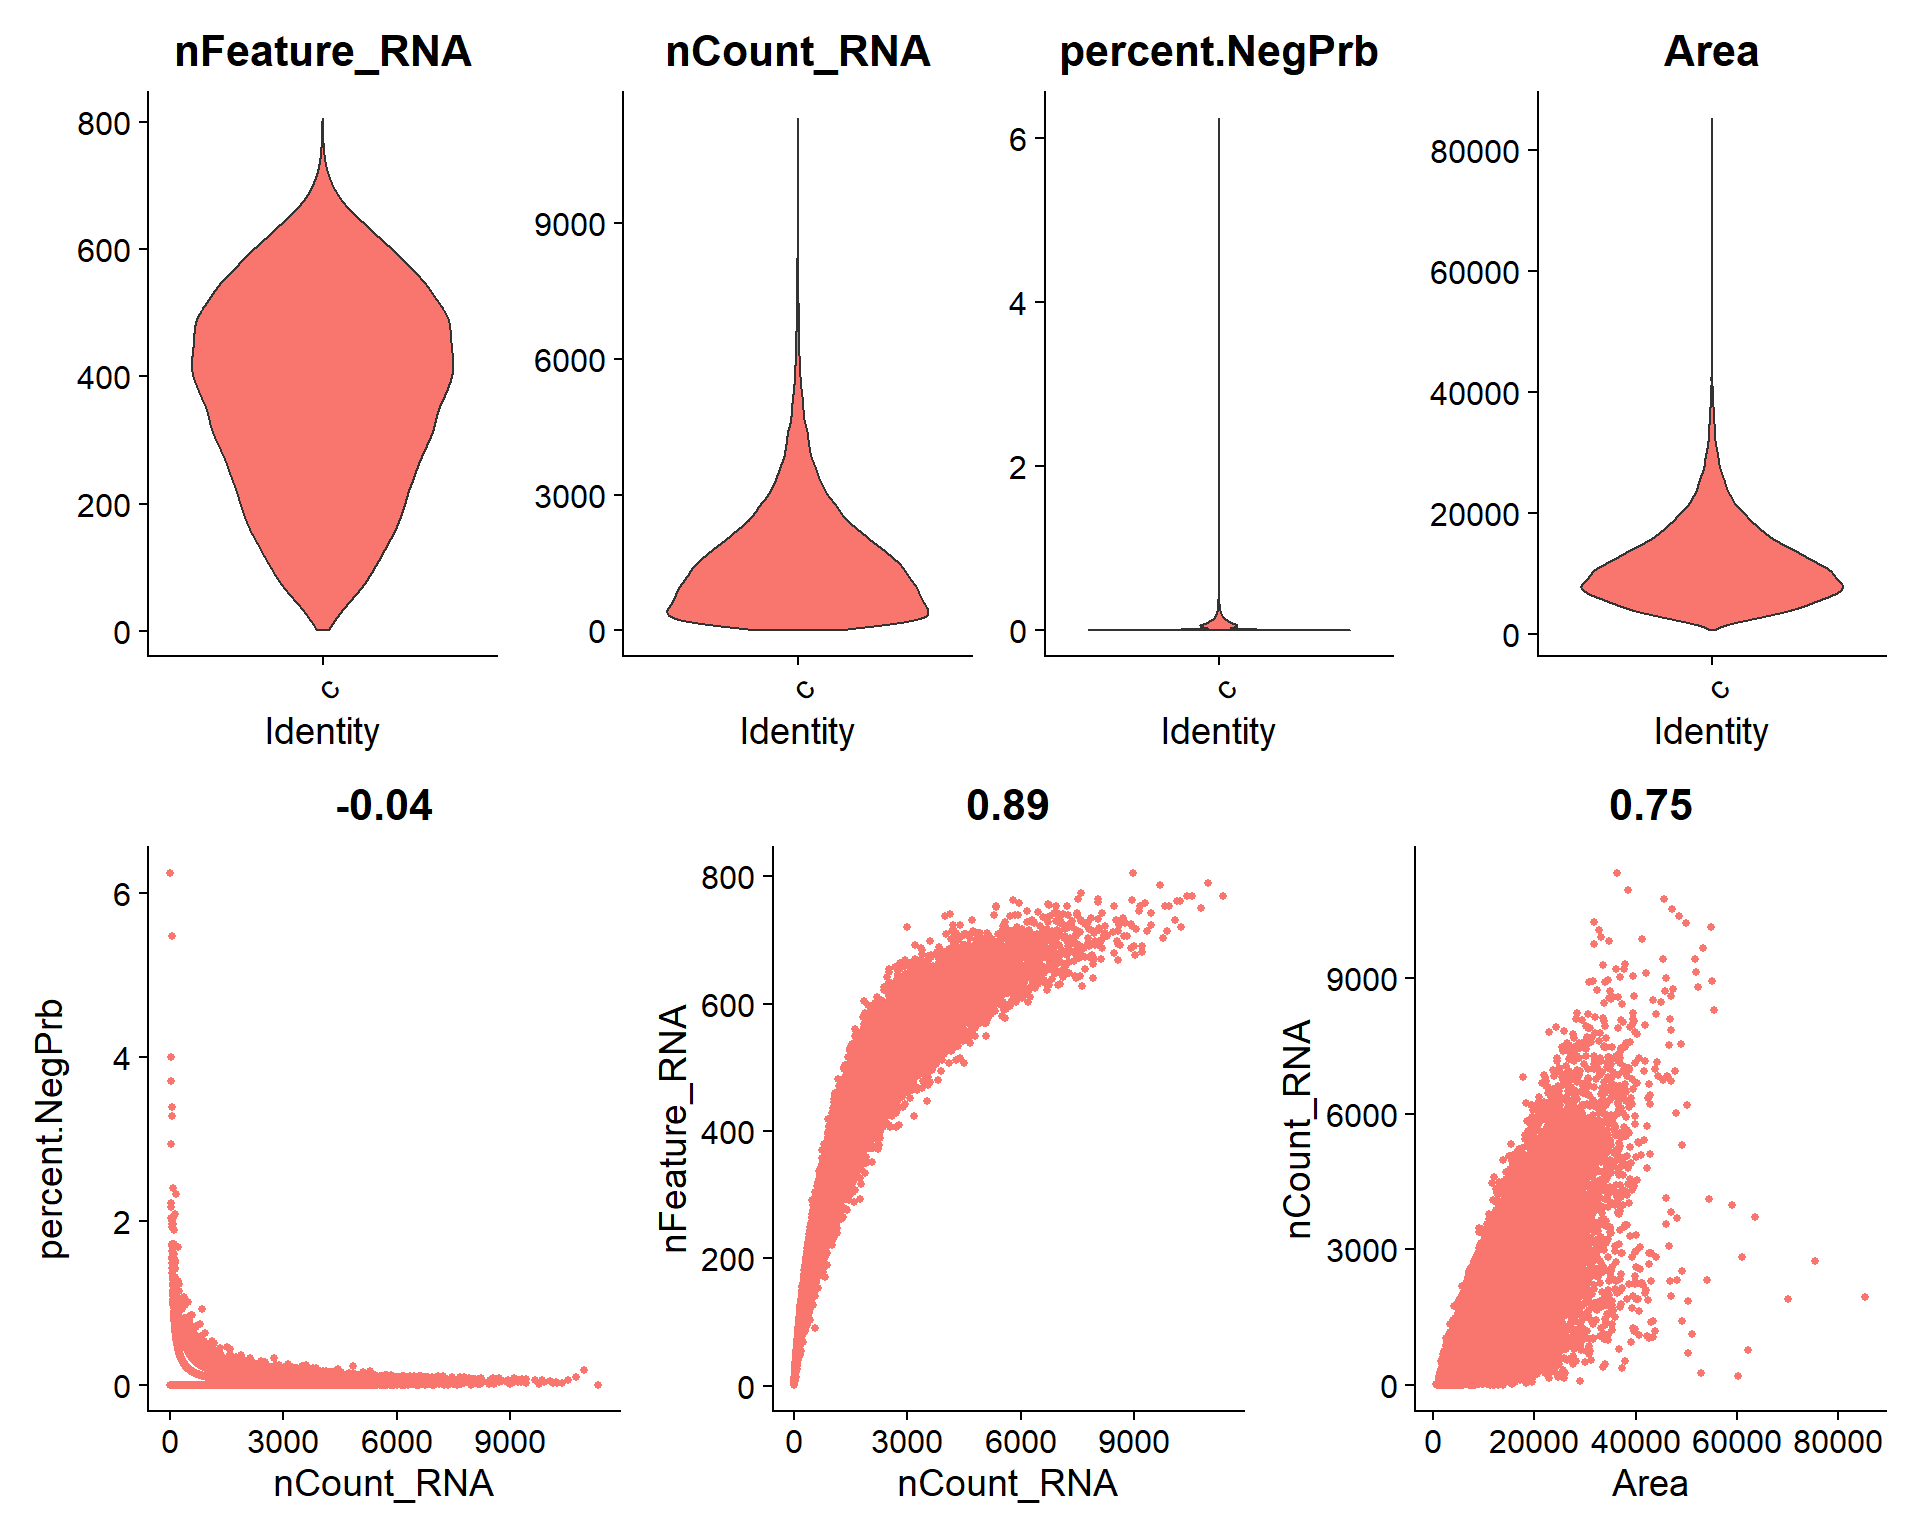 nFeature_RNA
nCount_RNA
percent.NegPrb
Area
800
600
400
200
0
c
Identity
9000
6000
3000
0
c
Identity
6
4
2
0
c
Identity
80000
60000
40000
20000
0
c
Identity
-0.04
percent.NegPrb
6
4
2
0
0 3000 6000 9000
nCount_RNA
0.89
nFeature_RNA
800
600
400
200
0
0 3000 6000 9000
nCount_RNA
0.75
nCount_RNA
9000
6000
3000
0
0 20000 40000 60000 80000
Area